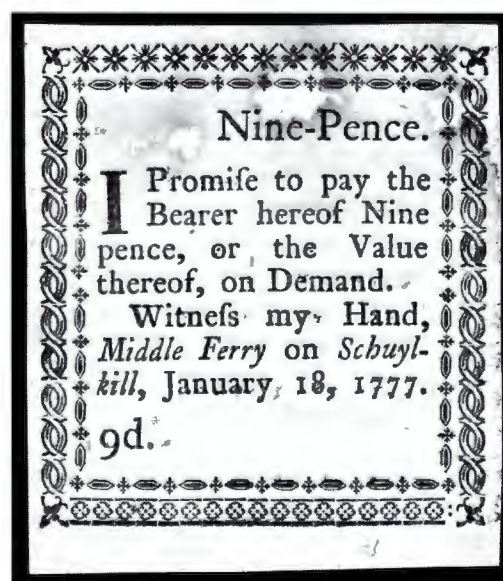 Nine-Pence.
I Promiſe to pay the
Bearer hereof Nine
pence, or the Value
thereof, on Demand.
Witneſs my Hand,
Middle Ferry on Schuyl-
kill, January 18, 1777.
9d.